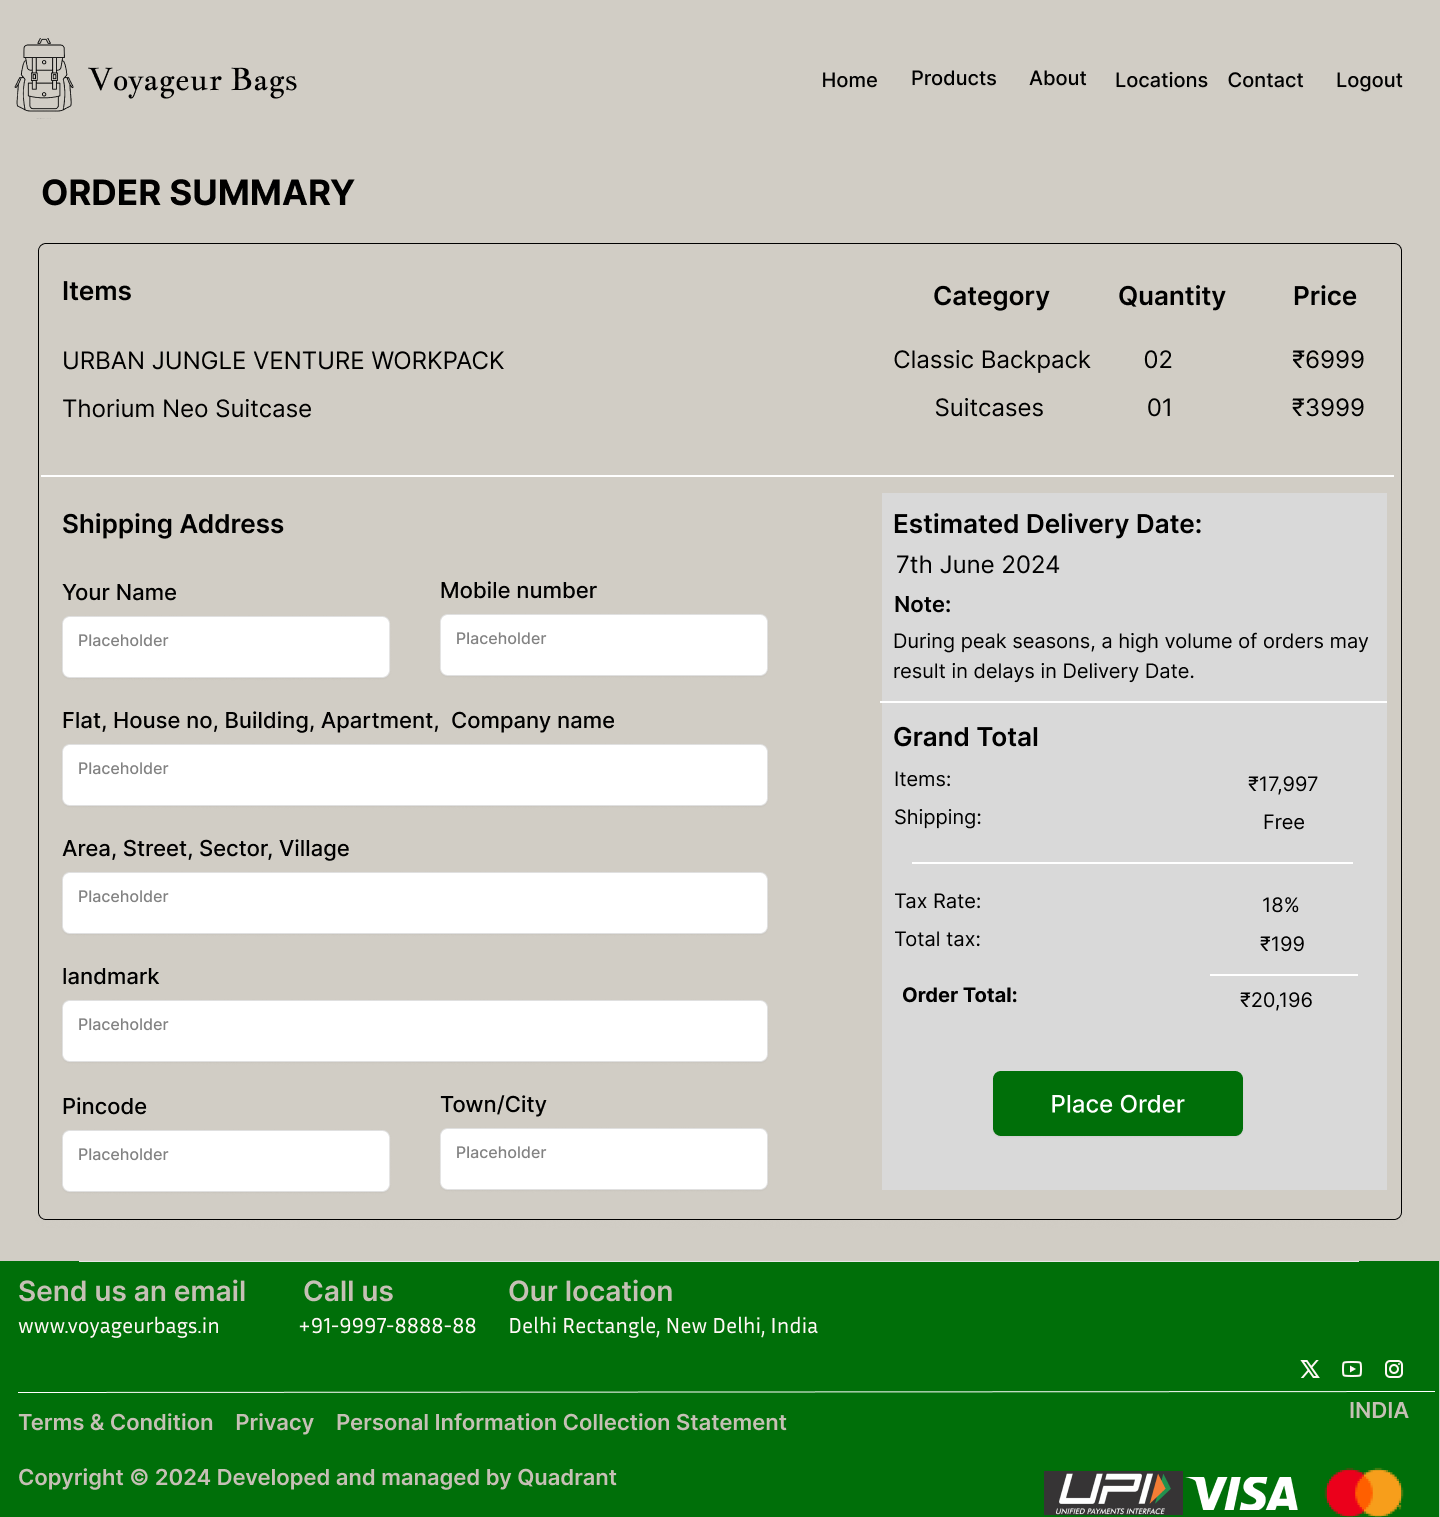 Voyageur Bags
Home Products About Locations Contact Logout
ORDER SUMMARY
Items Category Quantity Price
URBAN JUNGLE VENTURE WORKPACK Classic Backpack 02 ₹6999
Thorium Neo Suitcase Suitcases 01 ₹3999
Shipping Address
Your Name Mobile number
Placeholder Placeholder
Flat, House no, Building, Apartment, Company name
Placeholder
Area, Street, Sector, Village
Placeholder
landmark
Placeholder
Pincode Town/City
Placeholder Placeholder
Estimated Delivery Date:
7th June 2024
Note:
During peak seasons, a high volume of orders may
result in delays in Delivery Date.
Grand Total
Items: ₹17,997
Shipping: Free
Tax Rate: 18%
Total tax: ₹199
Order Total: ₹20,196
Place Order
Send us an email Call us Our location
www.voyageurbags.in +91-9997-8888-88 Delhi Rectangle, New Delhi, India
Terms & Condition Privacy Personal Information Collection Statement INDIA
Copyright © 2024 Developed and managed by Quadrant
UPI VISA
UNIFIED PAYMENTS INTERFACE